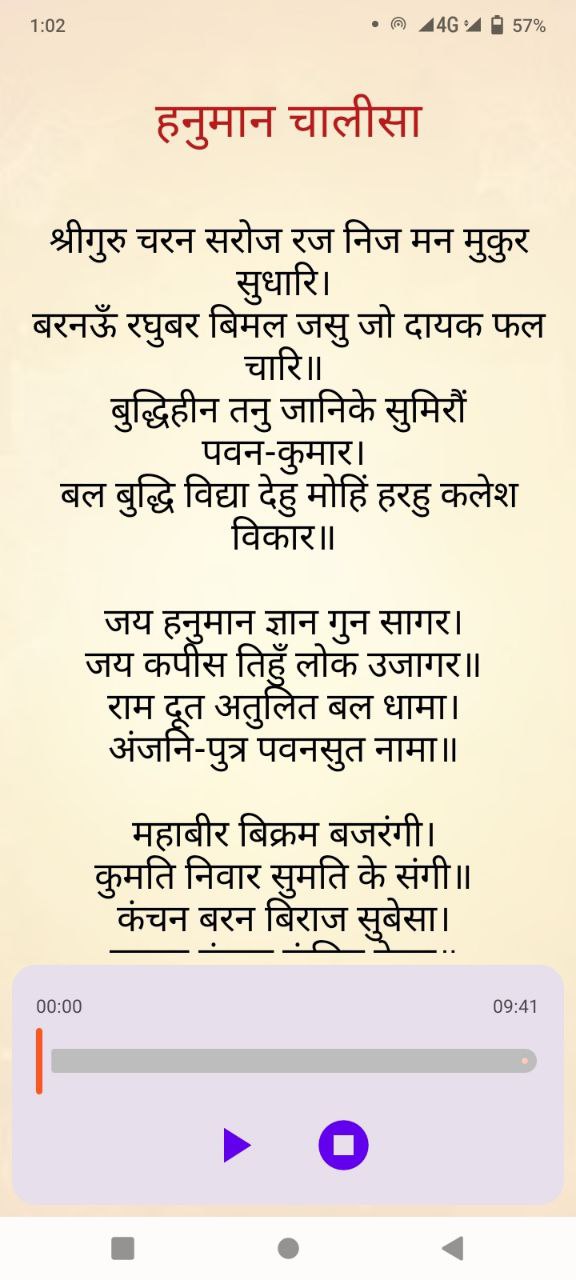 1:02
4G 57%
हनुमान चालीसा
श्रीगुरु चरन सरोज रज निज मन मुकुर
सुधारि।
बरनऊँ रघुबर बिमल जसु जो दायक फल
चारि॥
बुद्धिहीन तनु जानिके सुमिरौं
पवन-कुमार।
बल बुद्धि विद्या देहु मोहिं हरहु कलेश
विकार॥
जय हनुमान ज्ञान गुन सागर।
जय कपीस तिहुँ लोक उजागर॥
राम दूत अतुलित बल धामा।
अंजनि-पुत्र पवनसुत नामा॥
महाबीर बिक्रम बजरंगी।
कुमति निवार सुमति के संगी॥
कंचन बरन बिराज सुबेसा।
00:00
09:41